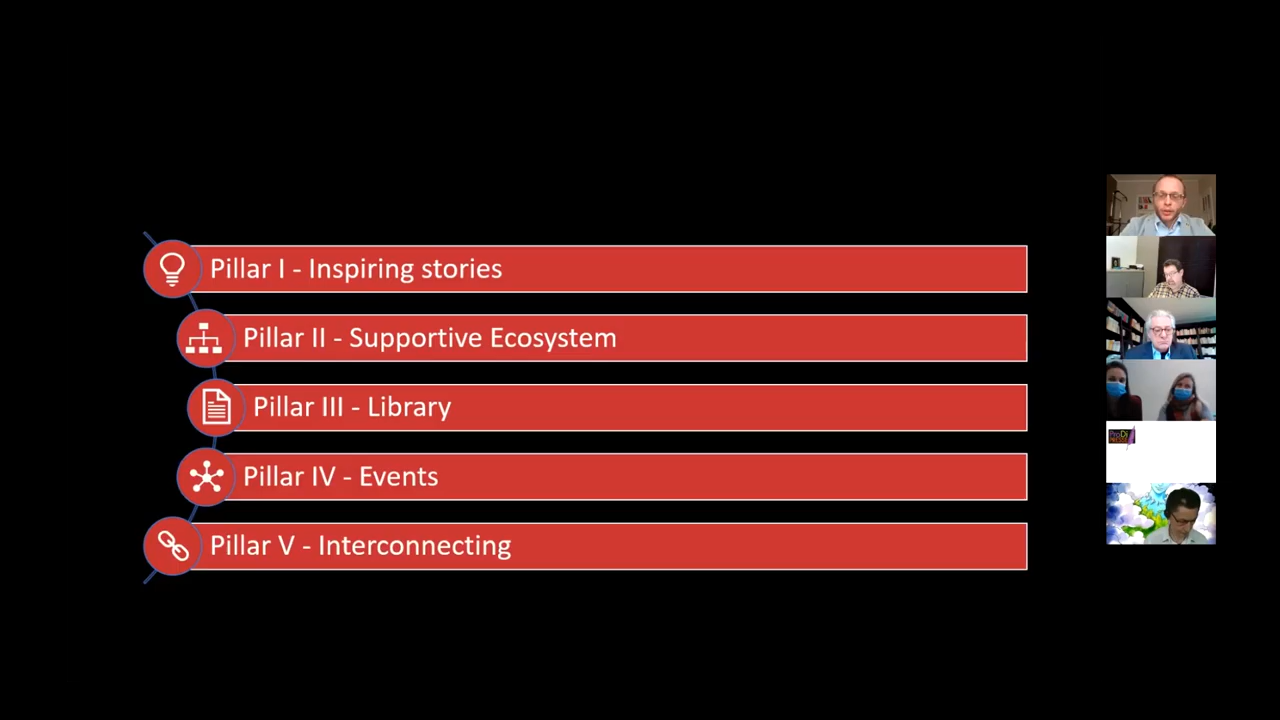 Pillar I - Inspiring stories
Pillar II - Supportive Ecosystem
Pillar III - Library
Pillar IV - Events
Pillar V - Interconnecting